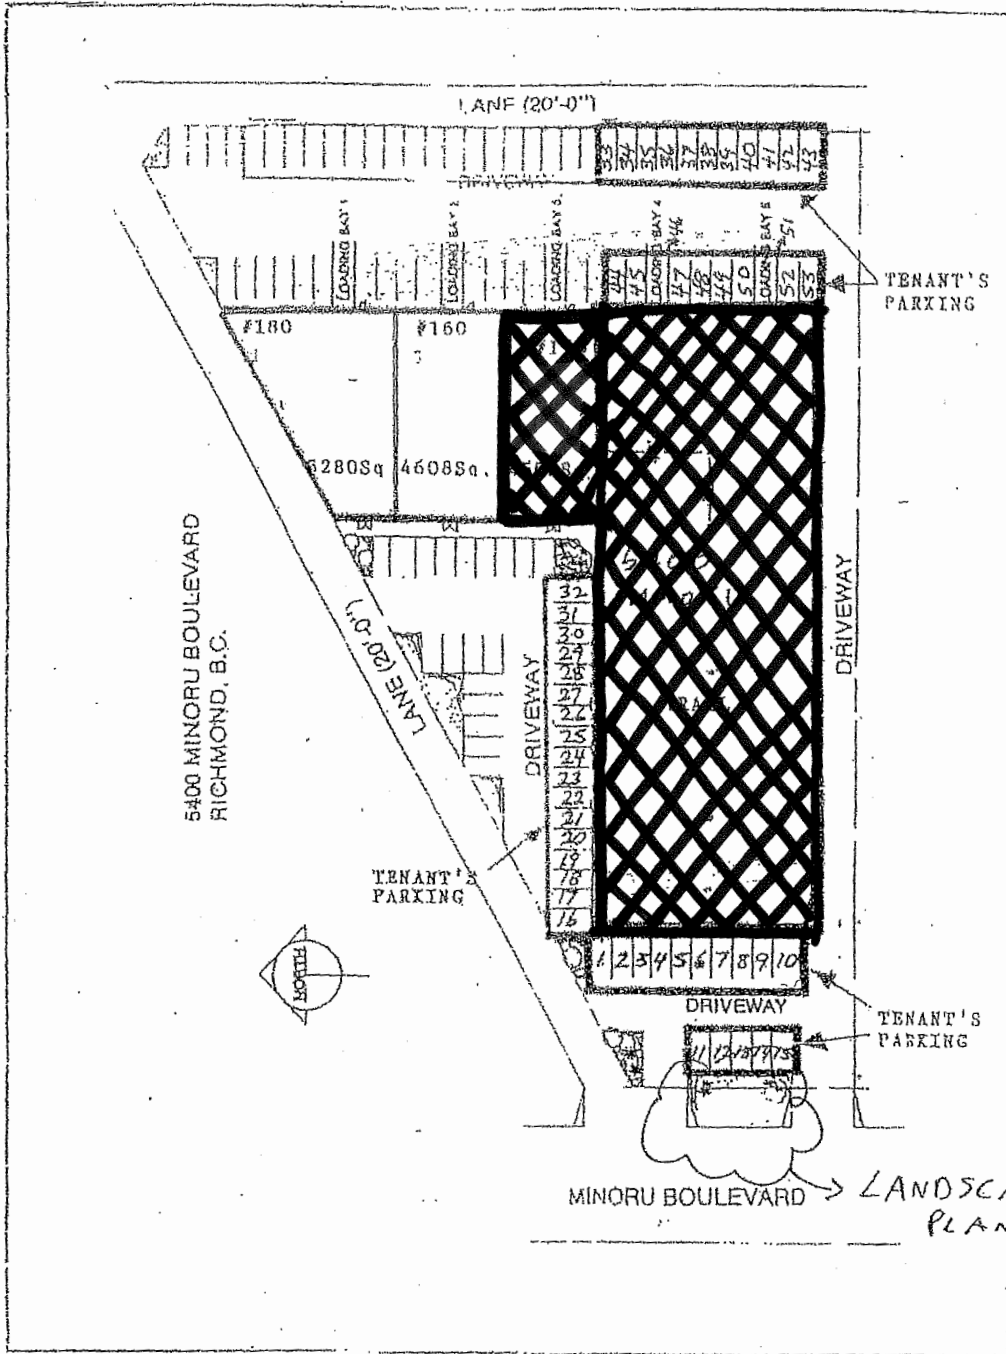 LANE (20'-0")
33 34 35 36 37 38 39 40 41 42 43
DRIVEWAY
LOADING BAY 1
LOADING BAY 2
LOADING BAY 3
LOADING BAY 4
#46
LOADING BAY 5
#51
44 45 47 48 49 50 52 53
TENANT'S
PARKING
#180
#160
5280Sq
4608Sq.
5400 MINORU BOULEVARD
RICHMOND, B.C.
LANE (20'-0")
DRIVEWAY
DRIVEWAY
32
31
30
29
28
27
26
25
24
23
22
21
20
19
18
17
16
TENANT'S
PARKING
NORTH
1 2 3 4 5 6 7 8 9 10
DRIVEWAY
TENANT'S
PARKING
11 12 13 14 15
MINORU BOULEVARD
LANDSCA
PLAN